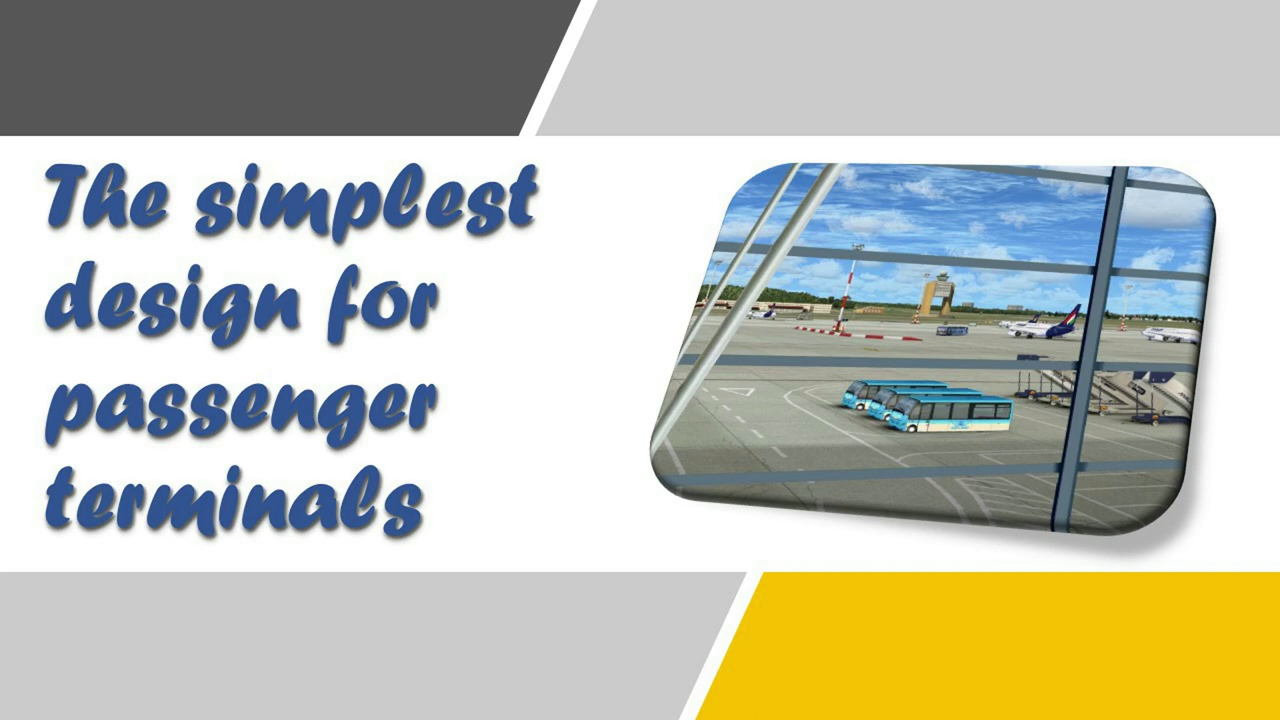 The simplest
design for
passenger
terminals